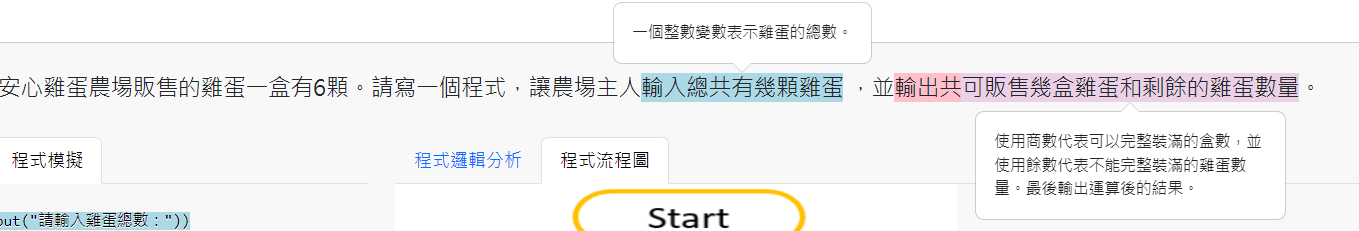 一個整數變數表示雞蛋的總數。
安心雞蛋農場販售的雞蛋一盒有6顆。請寫一個程式，讓農場主人輸入總共有幾顆雞蛋 ，並輸出共可販售幾盒雞蛋和剩餘的雞蛋數量。
使用商數代表可以完整裝滿的盒數，並
使用餘數代表不能完整裝滿的雞蛋數
量。最後輸出運算後的結果。
程式模擬
程式邏輯分析
程式流程圖
put("請輸入雞蛋總數："))
Start